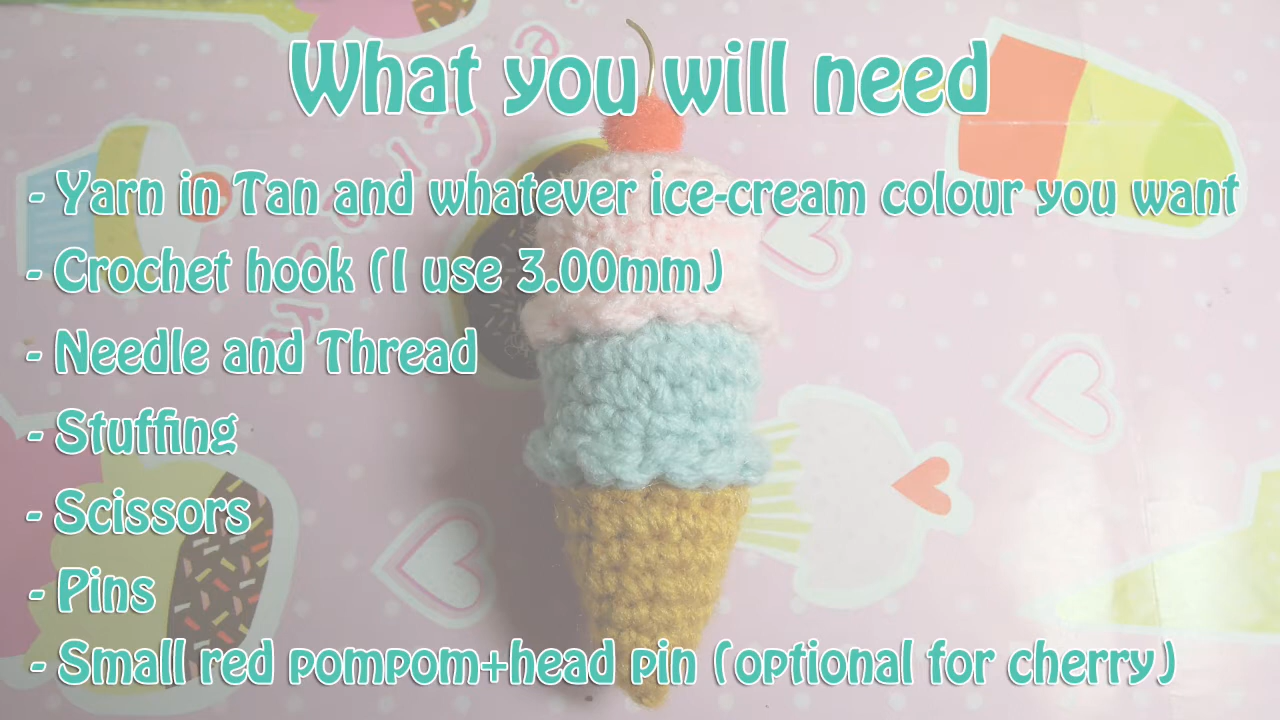 What you will need
- Yarn in Tan and whatever ice-cream colour you want
- Crochet hook (I use 3.00mm)
- Needle and Thread
- Stuffing
- Scissors
- Pins
- Small red pompom+head pin (optional for cherry)